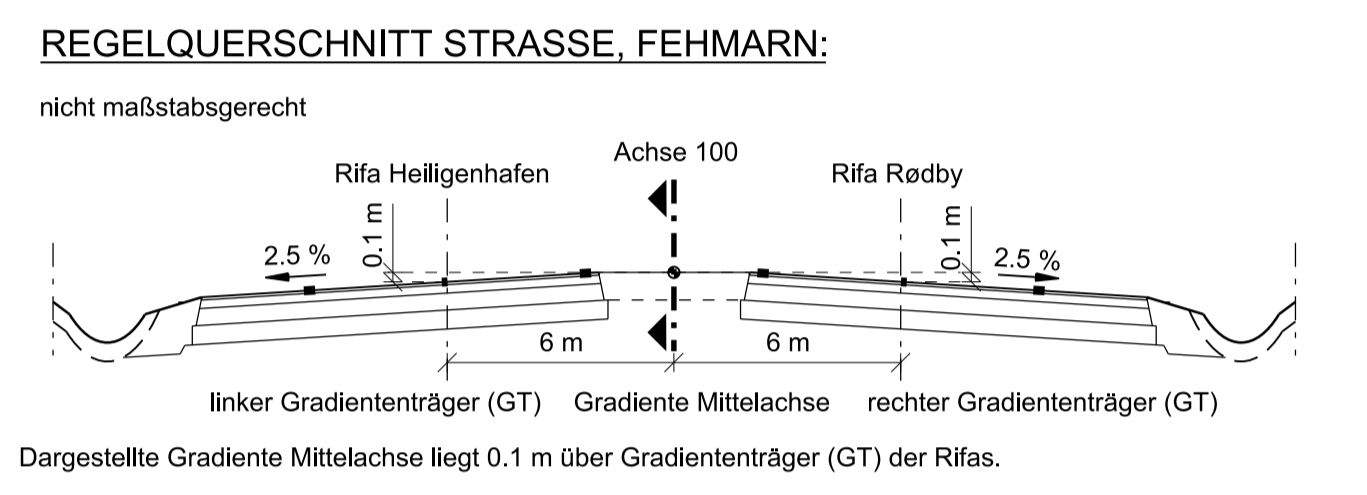 REGELQUERSCHNITT STRASSE, FEHMARN:
nicht maßstabsgerecht
Achse 100
Rifa Heiligenhafen
Rifa Rødby
2.5 %
0.1 m
0.1 m
2.5 %
6 m
6 m
linker Gradiententräger (GT)
Gradiente Mittelachse
rechter Gradiententräger (GT)
Dargestellte Gradiente Mittelachse liegt 0.1 m über Gradiententräger (GT) der Rifas.